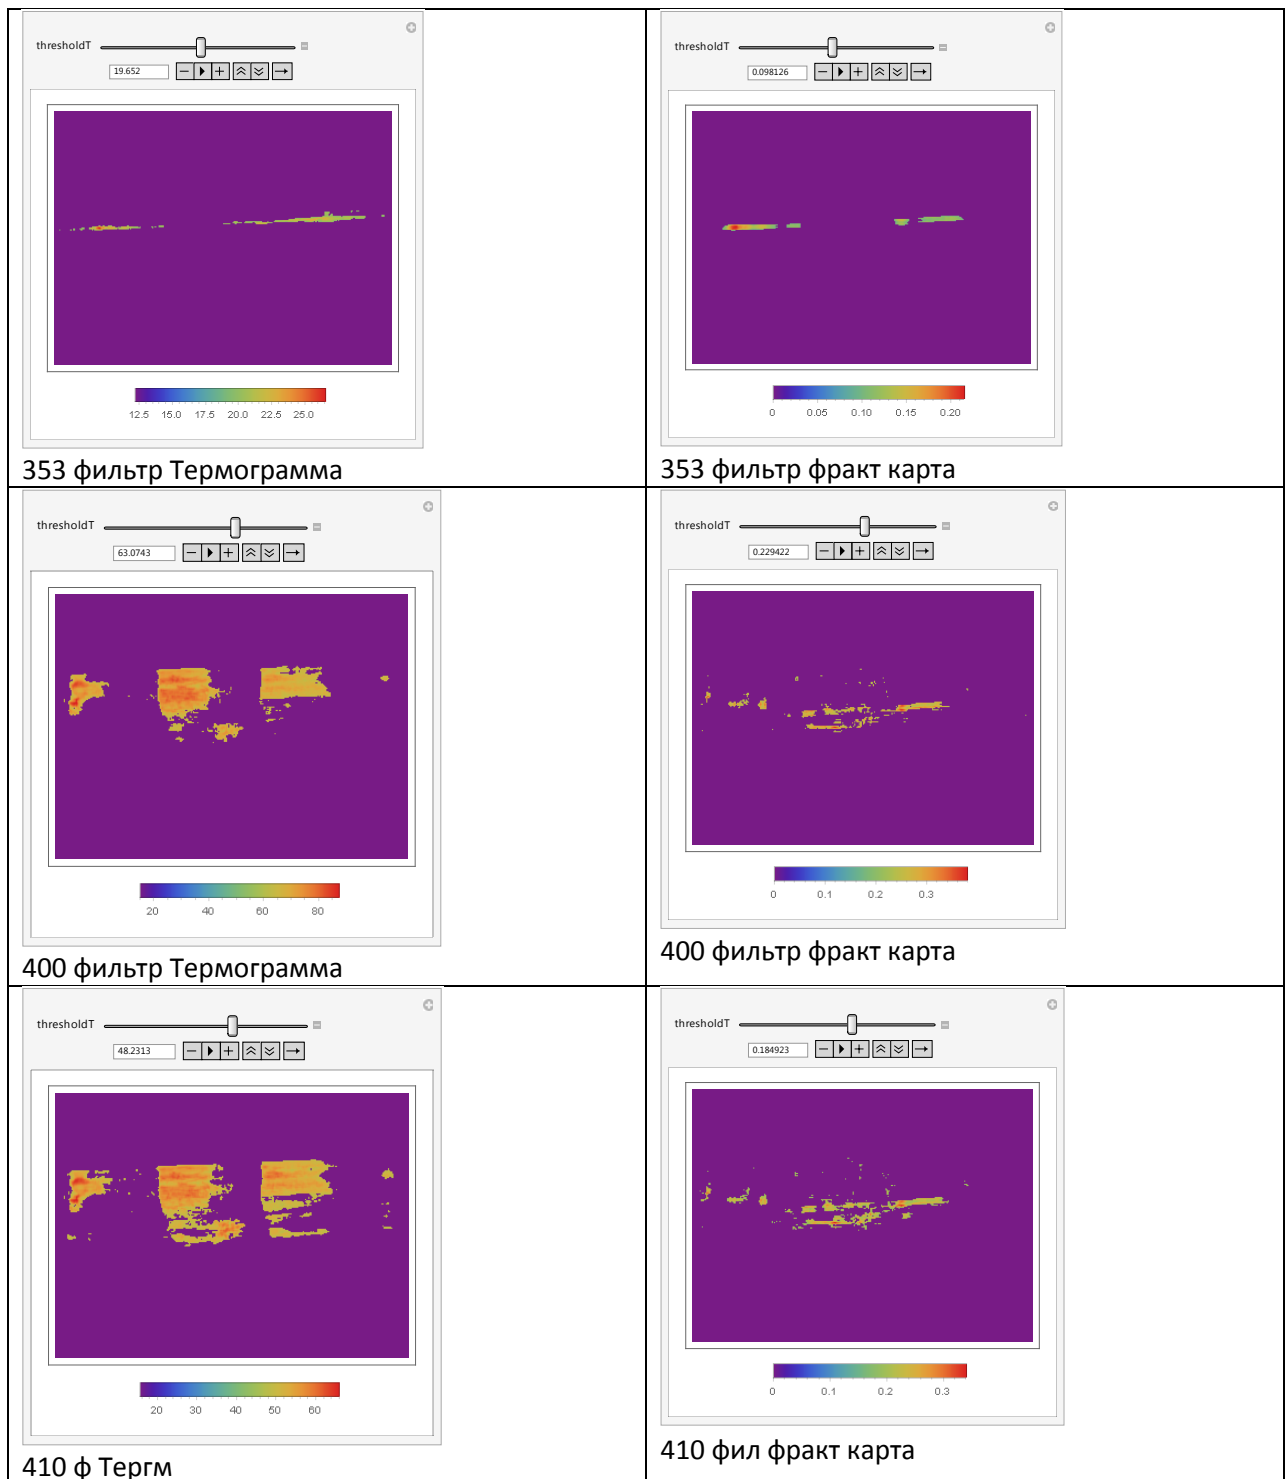 thresholdT
19.652
12.5 15.0 17.5 20.0 22.5 25.0
353 фильтр Термограмма
thresholdT
0.098126
0 0.05 0.10 0.15 0.20
353 фильтр фракт карта
thresholdT
63.0743
20 40 60 80
400 фильтр Термограмма
thresholdT
0.229422
0 0.1 0.2 0.3
400 фильтр фракт карта
thresholdT
48.2313
20 30 40 50 60
410 ф Тергм
thresholdT
0.184923
0 0.1 0.2 0.3
410 фил фракт карта